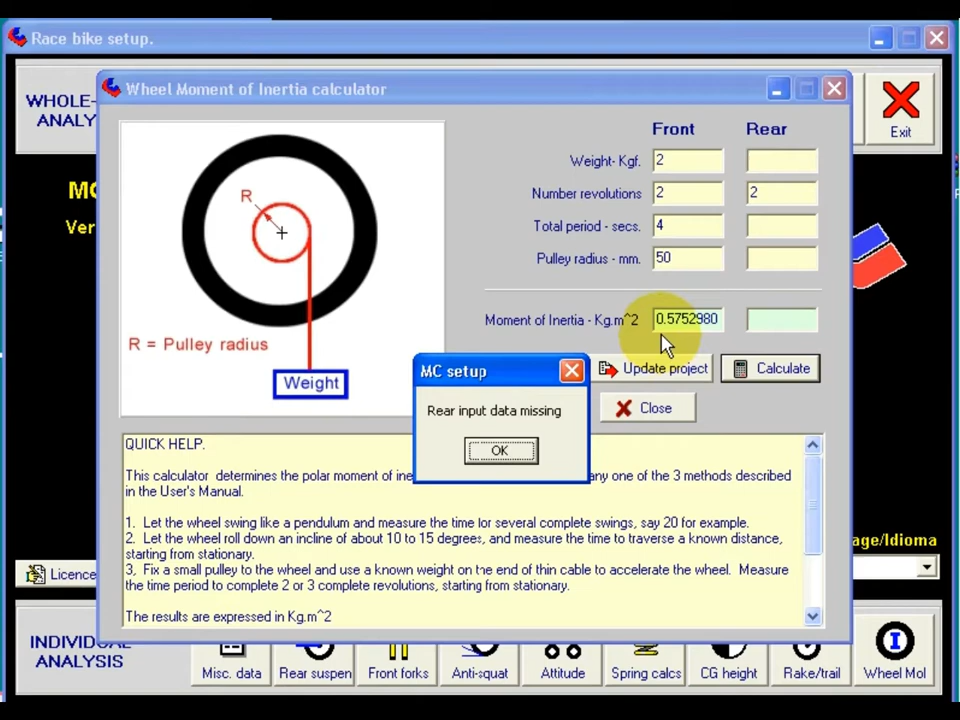 Race bike setup.
WHOLE-
ANALY
Exit
MC
Ver
Wheel Moment of Inertia calculator
R
R = Pulley radius
Weight
Front Rear
Weight- Kgf. 2
Number revolutions 2 2
Total period - secs. 4
Pulley radius - mm. 50
Moment of Inertia - Kg.m^2 0.5752980
Update project Calculate
Close
MC setup
Rear input data missing
OK
QUICK HELP.
This calculator determines the polar moment of ine any one of the 3 methods described
in the User's Manual.
1. Let the wheel swing like a pendulum and measure the time for several complete swings, say 20 for example.
2. Let the wheel roll down an incline of about 10 to 15 degrees, and measure the time to traverse a known distance,
starting from stationary.
3, Fix a small pulley to the wheel and use a known weight on the end of thin cable to accelerate the wheel. Measure
the time period to complete 2 or 3 complete revolutions, starting from stationary.
The results are expressed in Kg.m^2
age/Idioma
Licence
INDIVIDUAL
ANALYSIS
Misc. data Rear suspen Front forks Anti-squat Attitude Spring calcs CG height Rake/trail Wheel MoI